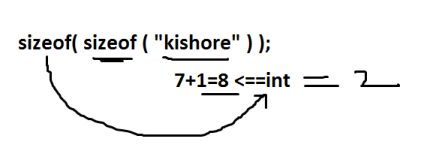 sizeof( sizeof ( "kishore" ) );
7+1=8 <==int = 2